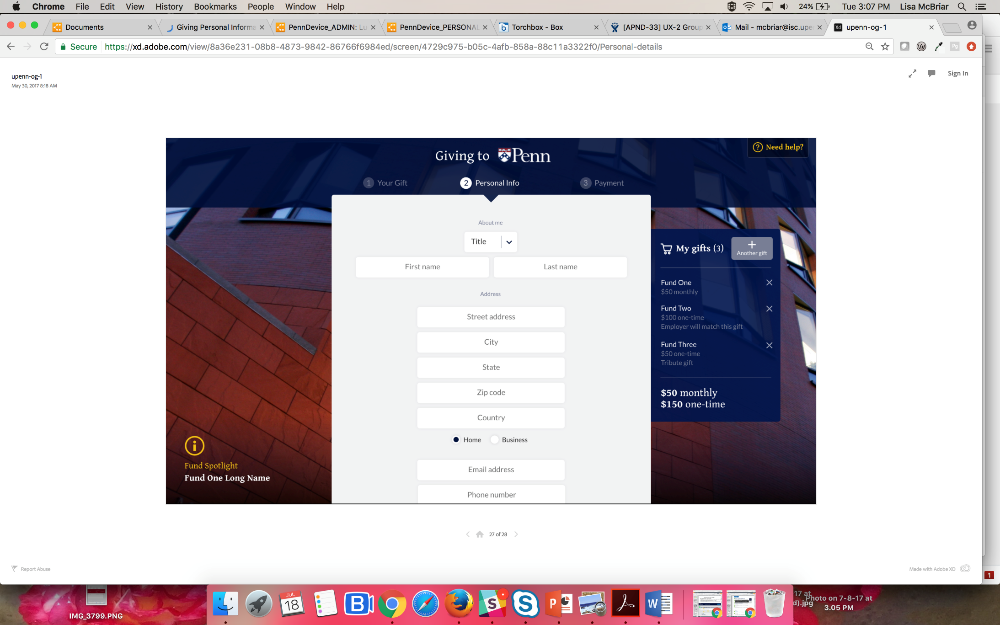 Chrome File Edit View History Bookmarks People Window Help 24% Tue 3:07 PM Lisa McBriar
Documents Giving Personal Informa PennDevice_ADMIN: Lu PennDevice_PERSONAL Torchbox - Box [APND-33] UX-2 Group Mail - mcbriar@isc.upe upenn-og-1
Secure https://xd.adobe.com/view/8a36e231-08b8-4873-9842-86766f6984ed/screen/4729c975-b05c-4afb-858a-88c11a3322f0/Personal-details
upenn-og-1
May 30, 2017 8:18 AM
Sign In
Giving to Penn
Need help?
1 Your Gift 2 Personal Info 3 Payment
About me
Title
First name Last name
Address
Street address
City
State
Zip code
Country
Home Business
Email address
Phone number
My gifts (3)
Another gift
Fund One
$50 monthly
Fund Two
$100 one-time
Employer will match this gift
Fund Three
$50 one-time
Tribute gift
$50 monthly
$150 one-time
Fund Spotlight
Fund One Long Name
27 of 28
Report Abuse
Made with Adobe XD
1
IMG_3799.PNG
JUL
18
17 at
d).jpg
Photo on 7-8-17 at
3.05 PM